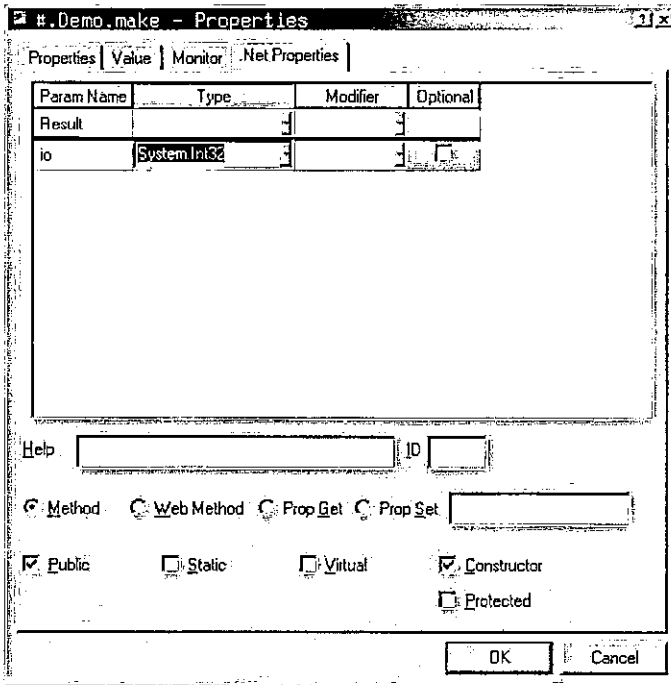 #.Demo.make - Properties
Properties Value Monitor .Net Properties
Param Name Type Modifier Optional
Result
io System.Int32
Help ID
Method Web Method Prop Get Prop Set
Public Static Virtual Constructor
Protected
OK Cancel